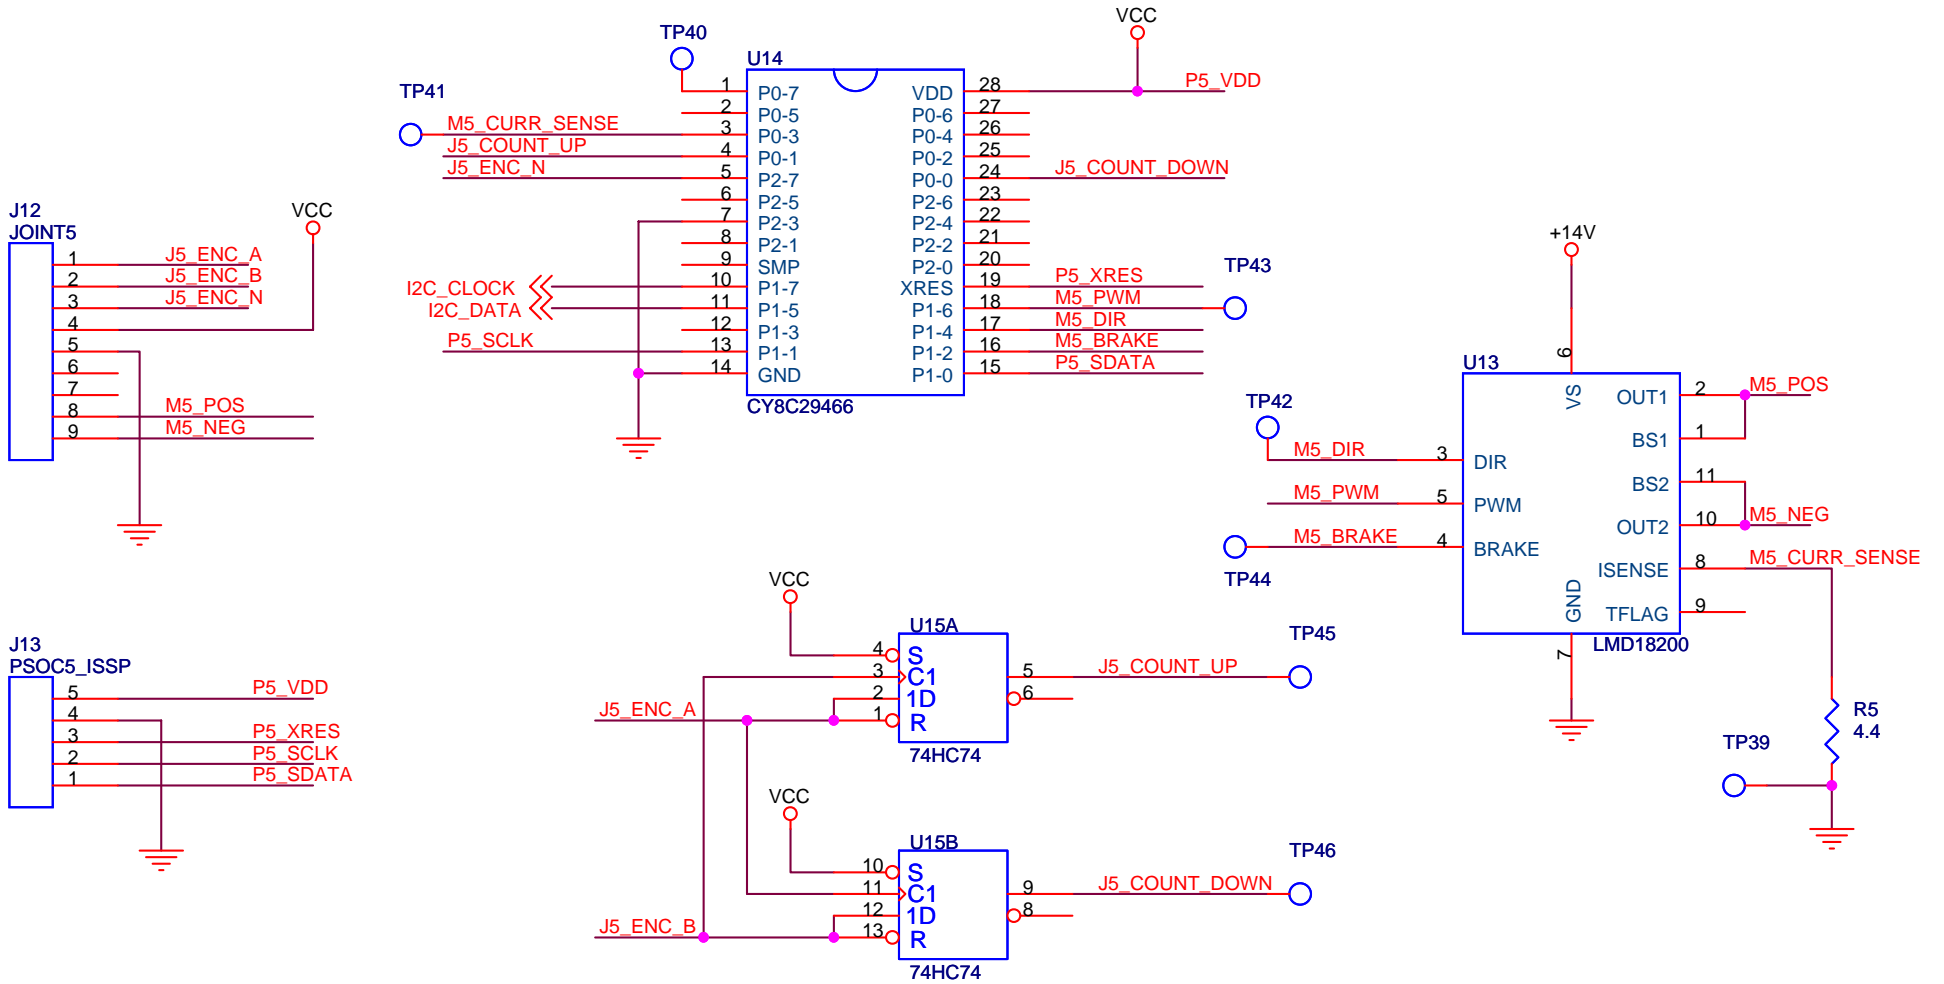 J12
JOINT5
1 J5_ENC_A
2 J5_ENC_B
3 J5_ENC_N
4
5
6
7
8 M5_POS
9 M5_NEG
VCC
J13
PSOC5_ISSP
5 P5_VDD
4
3 P5_XRES
2 P5_SCLK
1 P5_SDATA
TP40
TP41
U14
VCC
P5_VDD
1 P0-7 VDD 28
2 P0-5 P0-6 27
M5_CURR_SENSE 3 P0-3 P0-4 26
J5_COUNT_UP 4 P0-1 P0-2 25
J5_ENC_N 5 P2-7 P0-0 24 J5_COUNT_DOWN
6 P2-5 P2-6 23
7 P2-3 P2-4 22
8 P2-1 P2-2 21
9 SMP P2-0 20
I2C_CLOCK 10 P1-7 XRES 19 P5_XRES
I2C_DATA 11 P1-5 P1-6 18 M5_PWM
12 P1-3 P1-4 17 M5_DIR
P5_SCLK 13 P1-1 P1-2 16 M5_BRAKE
14 GND P1-0 15 P5_SDATA
CY8C29466
TP43
+14V
6
U13
VS
TP42
M5_DIR 3 DIR
M5_PWM 5 PWM
M5_BRAKE 4 BRAKE
TP44
OUT1 2 M5_POS
BS1 1
BS2 11
OUT2 10 M5_NEG
ISENSE 8 M5_CURR_SENSE
TFLAG 9
GND
7
LMD18200
R5
4.4
TP39
VCC
U15A
4 S
3 C1
2 1D
1 R
5 J5_COUNT_UP
6
TP45
J5_ENC_A
74HC74
VCC
U15B
10 S
11 C1
12 1D
13 R
9 J5_COUNT_DOWN
8
TP46
J5_ENC_B
74HC74